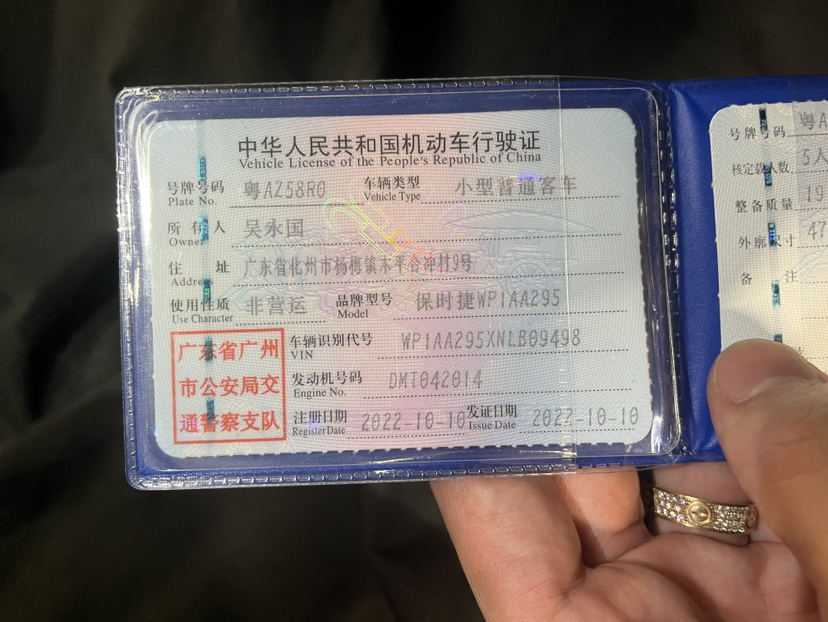 中华人民共和国机动车行驶证
Vehicle License of the People's Republic of China
号牌号码 粤AZ58R0 车辆类型 小型普通客车
Plate No. Vehicle Type
所有人 吴永国
Owner
住址 广东省化州市杨梅镇木平谷冲村9号
Address
使用性质 非营运 品牌型号 保时捷WP1AA295
Use Character Model
广东省广州
市公安局交
通警察支队
车辆识别代号 WP1AA295XNLB09498
VIN
发动机号码 DMT042014
Engine No.
注册日期 2022-10-10 发证日期 2022-10-10
Register Date Issue Date
号牌号码 粤A
核定载人数 5人
整备质量 19
外廓尺寸 47
备注